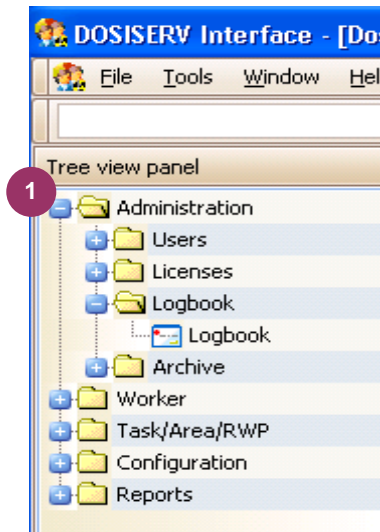 DOSISERV Interface - [Dos
File Tools Window Hel
Tree view panel
1
Administration
Users
Licenses
Logbook
Logbook
Archive
Worker
Task/Area/RWP
Configuration
Reports